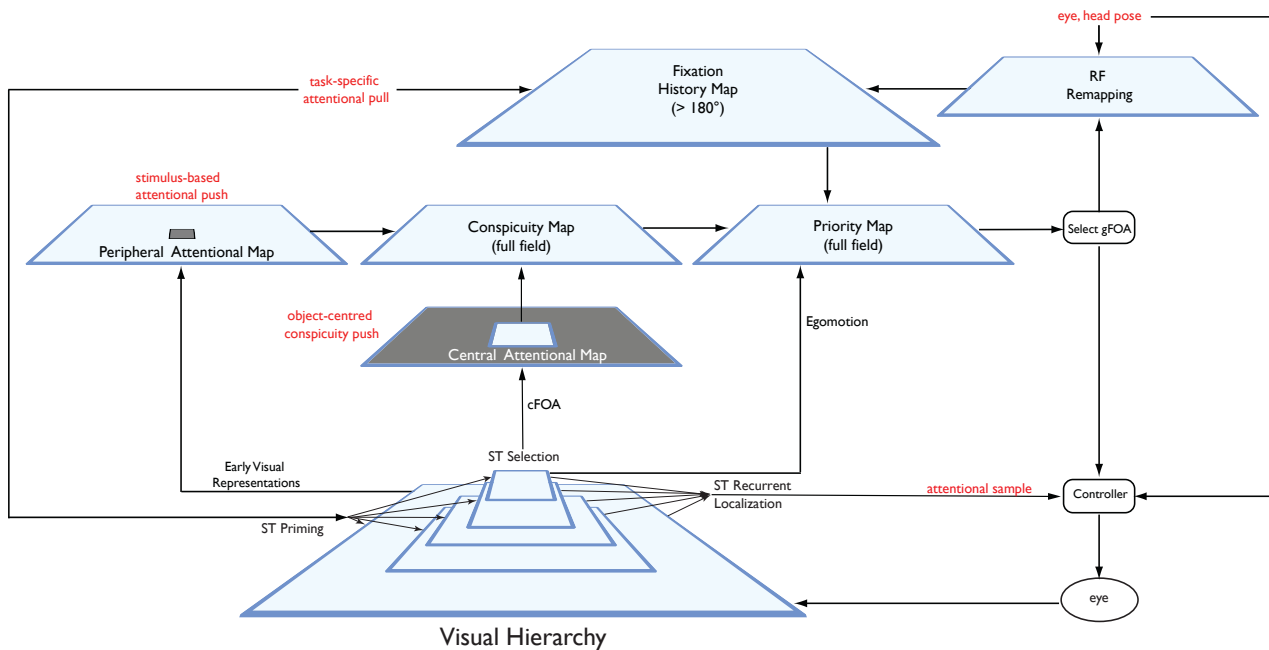 eye, head pose
task-specific
attentional pull
Fixation
History Map
(> 180°)
RF
Remapping
stimulus-based
attentional push
Peripheral Attentional Map
Conspicuity Map
(full field)
Priority Map
(full field)
Select gFOA
object-centred
conspicuity push
Central Attentional Map
Egomotion
cFOA
ST Selection
Early Visual
Representations
ST Recurrent
Localization
attentional sample
Controller
ST Priming
eye
Visual Hierarchy